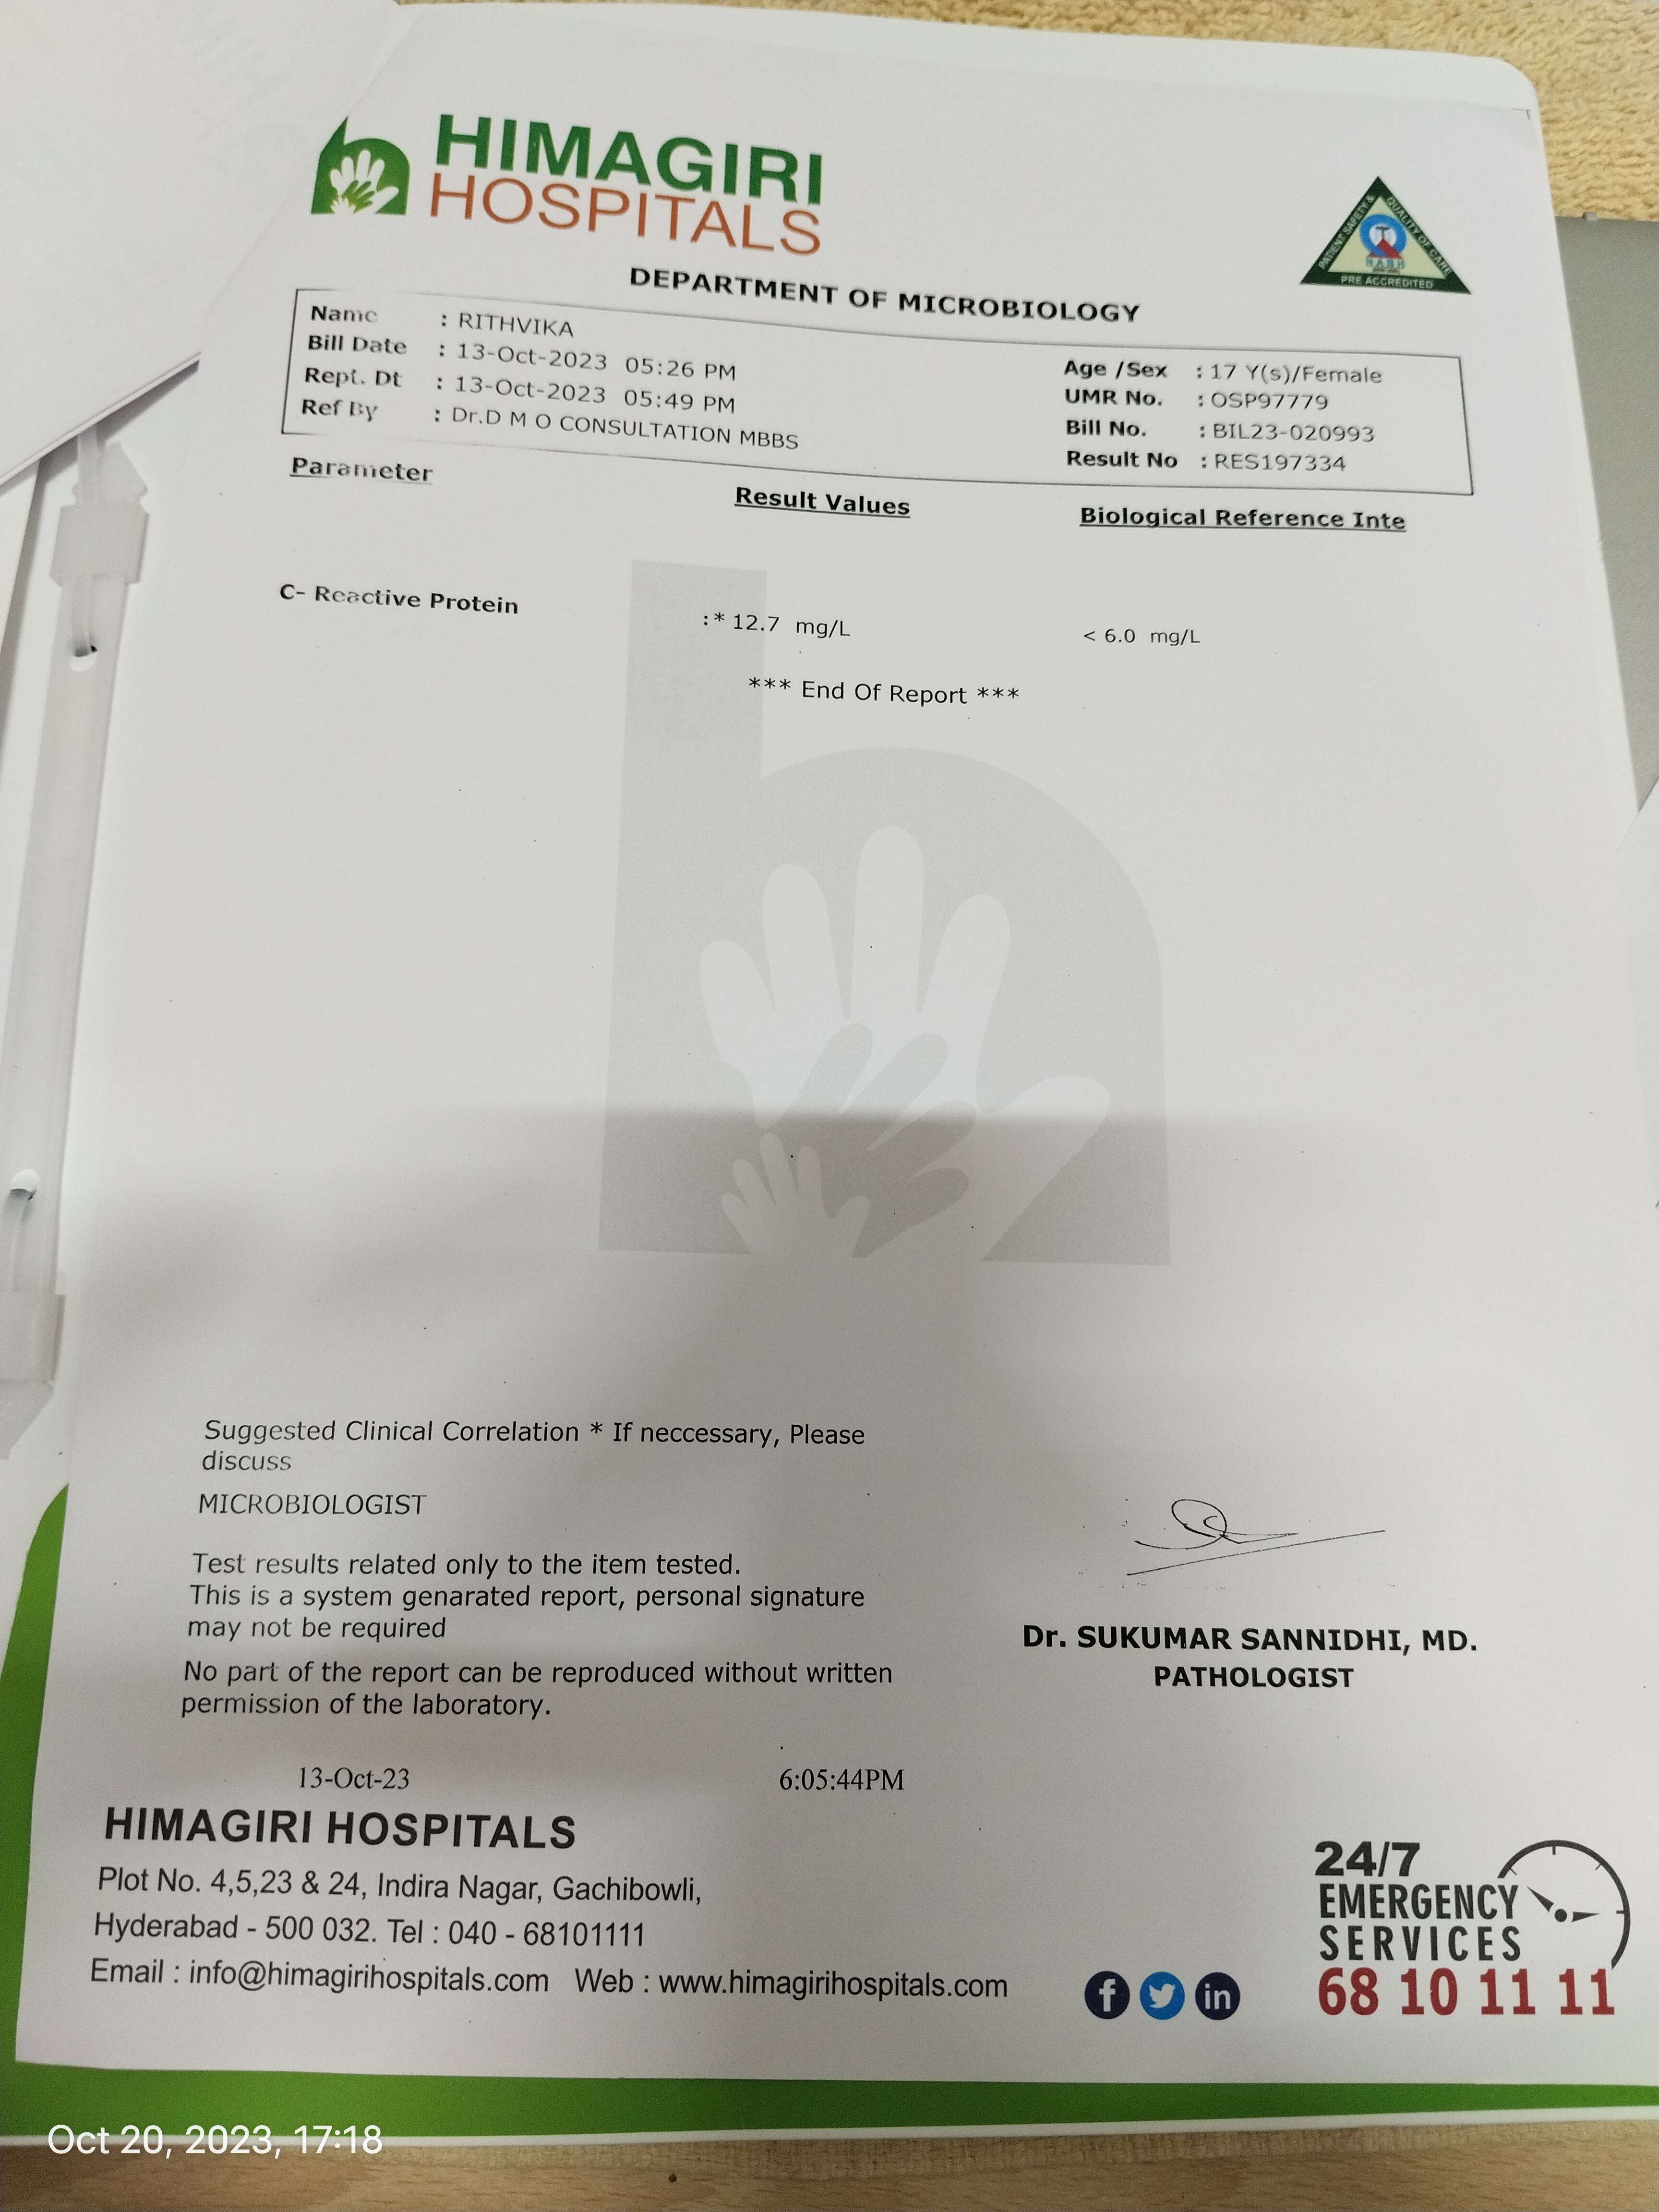 HIMAGIRI
HOSPITALS
PATIENT SAFETY & QUALITY OF CARE
NABH
PRE ACCREDITED
DEPARTMENT OF MICROBIOLOGY
Name : RITHVIKA
Bill Date : 13-Oct-2023 05:26 PM
Rept. Dt : 13-Oct-2023 05:49 PM
Ref By : Dr.D M O CONSULTATION MBBS
Age /Sex : 17 Y(s)/Female
UMR No. : OSP97779
Bill No. : BIL23-020993
Result No : RES197334
Parameter Result Values Biological Reference Inte
C- Reactive Protein :* 12.7 mg/L < 6.0 mg/L
*** End Of Report ***
Suggested Clinical Correlation * If neccessary, Please
discuss
MICROBIOLOGIST
Test results related only to the item tested.
This is a system genarated report, personal signature
may not be required
No part of the report can be reproduced without written
permission of the laboratory.
Dr. SUKUMAR SANNIDHI, MD.
PATHOLOGIST
13-Oct-23 6:05:44PM
HIMAGIRI HOSPITALS
Plot No. 4,5,23 & 24, Indira Nagar, Gachibowli,
Hyderabad - 500 032. Tel : 040 - 68101111
Email : info@himagirihospitals.com Web : www.himagirihospitals.com
f in
24/7
EMERGENCY
SERVICES
68 10 11 11
Oct 20, 2023, 17:18